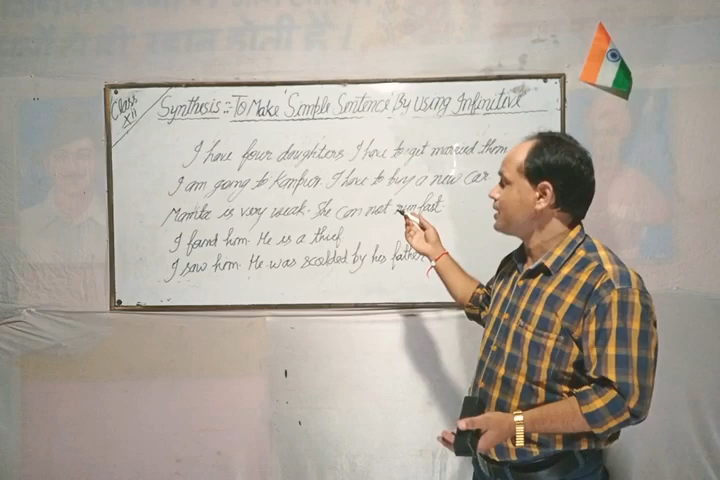 Class
XII
Synthesis :- To Make Simple Sentence By Using Infinitive
I have four daughters. I have to get married them
I am going to Kanpur. I have to buy a new car
Mamta is very weak. She can not run fast
I found him. He is a thief
I saw him. He was scolded by his father